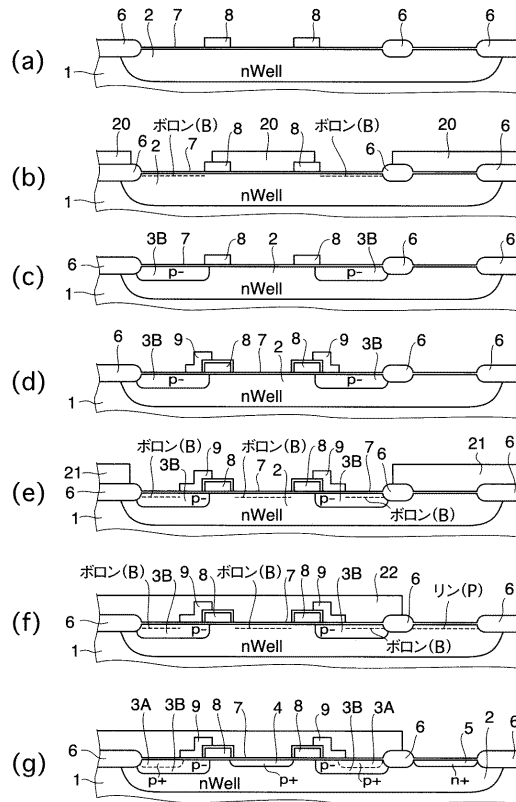 6 2 7 8 8 6 6
(a)
1 nWell
ボロン(B) ボロン(B)
20 6 2 7 8 20 8 6 20 6
(b)
1 nWell
3B 7 8 2 8 3B 6 6
(c)
6 p- p-
1 nWell
6 3B 9 8 7 2 8 9 3B 6 6
(d)
p- p-
1 nWell
ボロン(B) ボロン(B)
21 3B 9 8 7 2 8 9 3B 7 6 21
(e)
6 p- p- 6
1 nWell ボロン(B)
ボロン(B) 3B 9 8 ボロン(B) 7 8 9 3B 22 6 リン(P) 6
(f)
6 p- p-
1 nWell ボロン(B)
3A 3B 9 8 7 4 8 9 3B 3A 6 5 2 6
(g)
6 p- p-
1 p+ nWell p+ p+ n+